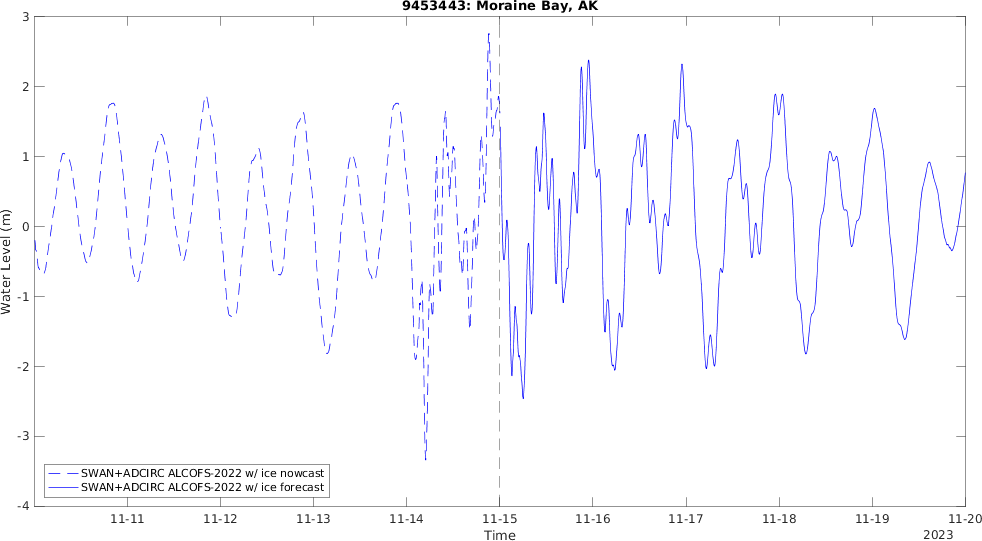 9453443: Moraine Bay, AK
3
2
1
0
-1
-2
-3
-4
Water Level (m)
SWAN+ADCIRC ALCOFS-2022 w/ ice nowcast
SWAN+ADCIRC ALCOFS-2022 w/ ice forecast
11-11 11-12 11-13 11-14 11-15 11-16 11-17 11-18 11-19 11-20
Time
2023